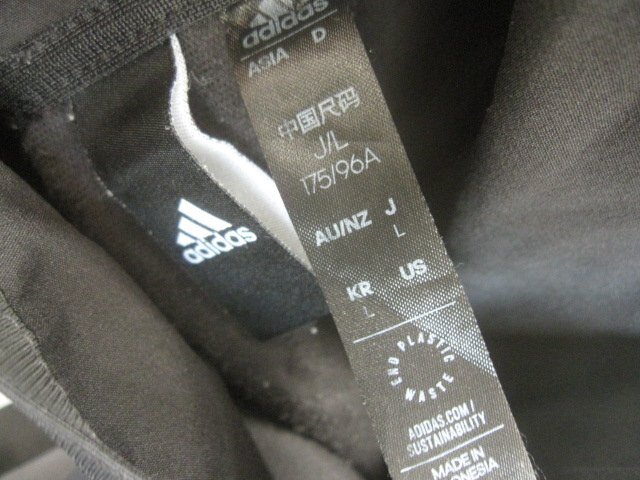 adidas
ASIA D
中国尺码
J/L
175/96A
AU/NZ J
L
KR US
L
END PLASTIC WASTE
ADIDAS.COM/
SUSTAINABILITY
MADE IN
adidas